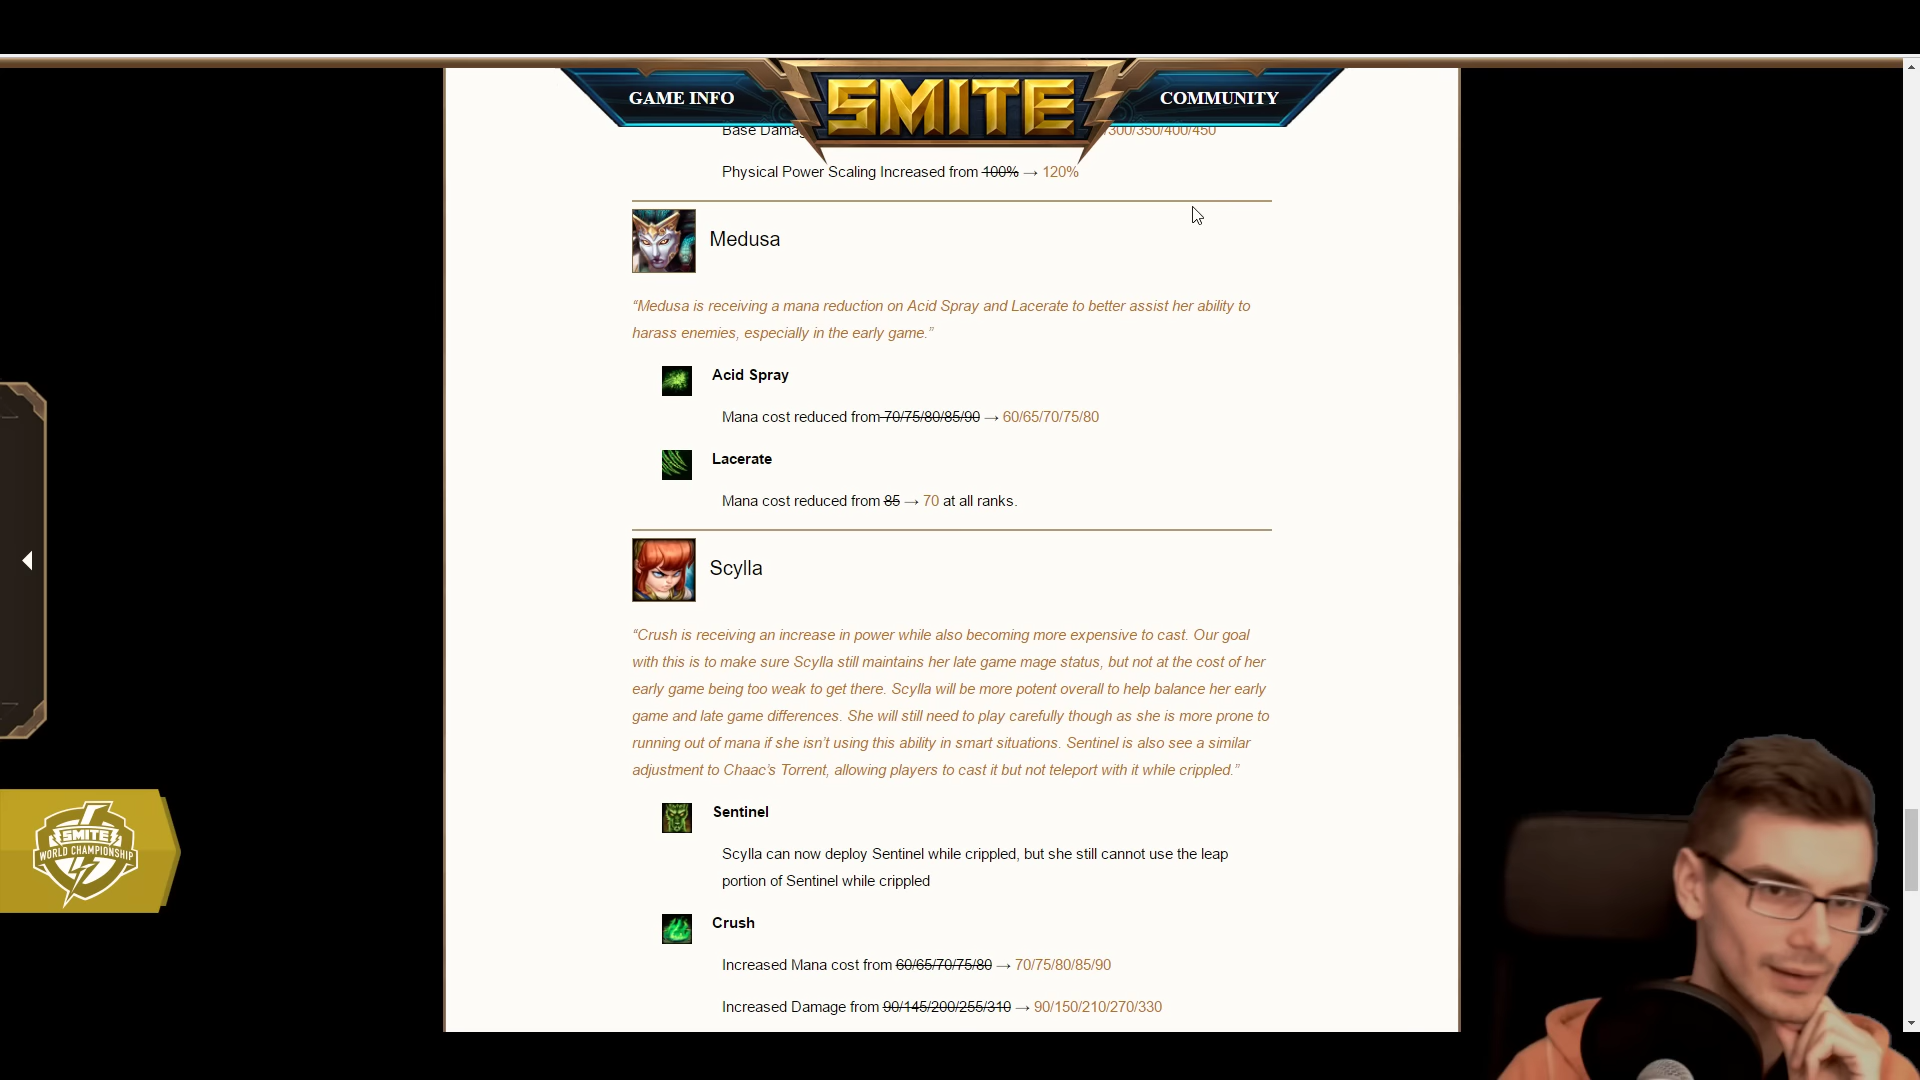 GAME INFO
SMITE
COMMUNITY
Base Damag
/300/350/400/450
Physical Power Scaling Increased from 100% → 120%
Medusa
“Medusa is receiving a mana reduction on Acid Spray and Lacerate to better assist her ability to
harass enemies, especially in the early game.”
Acid Spray
Mana cost reduced from 70/75/80/85/90 → 60/65/70/75/80
Lacerate
Mana cost reduced from 85 → 70 at all ranks.
Scylla
“Crush is receiving an increase in power while also becoming more expensive to cast. Our goal
with this is to make sure Scylla still maintains her late game mage status, but not at the cost of her
early game being too weak to get there. Scylla will be more potent overall to help balance her early
game and late game differences. She will still need to play carefully though as she is more prone to
running out of mana if she isn’t using this ability in smart situations. Sentinel is also see a similar
adjustment to Chaac’s Torrent, allowing players to cast it but not teleport with it while crippled.”
Sentinel
Scylla can now deploy Sentinel while crippled, but she still cannot use the leap
portion of Sentinel while crippled
Crush
Increased Mana cost from 60/65/70/75/80 → 70/75/80/85/90
Increased Damage from 90/145/200/255/310 → 90/150/210/270/330
SMITE
WORLD CHAMPIONSHIP